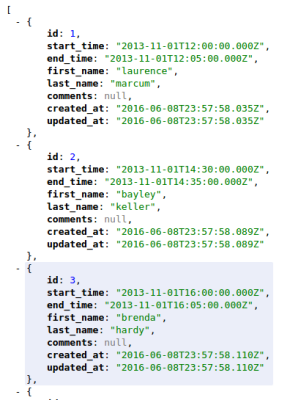 [
- {
id: 1,
start_time: "2013-11-01T12:00:00.000Z",
end_time: "2013-11-01T12:05:00.000Z",
first_name: "laurence",
last_name: "marcum",
comments: null,
created_at: "2016-06-08T23:57:58.035Z",
updated_at: "2016-06-08T23:57:58.035Z"
},
- {
id: 2,
start_time: "2013-11-01T14:30:00.000Z",
end_time: "2013-11-01T14:35:00.000Z",
first_name: "bayley",
last_name: "keller",
comments: null,
created_at: "2016-06-08T23:57:58.089Z",
updated_at: "2016-06-08T23:57:58.089Z"
},
- {
id: 3,
start_time: "2013-11-01T16:00:00.000Z",
end_time: "2013-11-01T16:05:00.000Z",
first_name: "brenda",
last_name: "hardy",
comments: null,
created_at: "2016-06-08T23:57:58.110Z",
updated_at: "2016-06-08T23:57:58.110Z"
},
- {